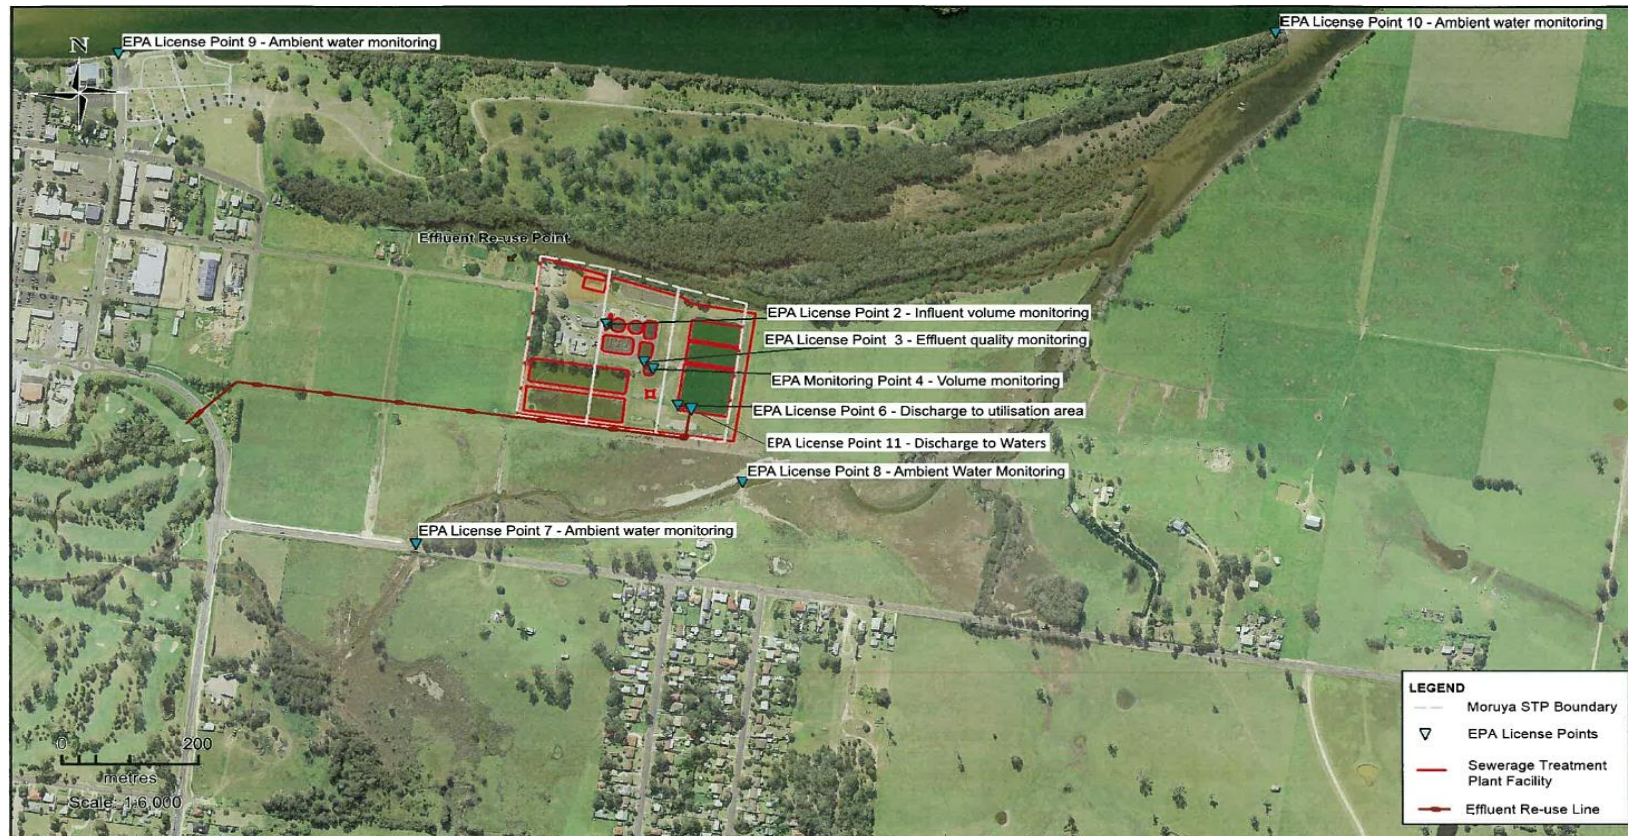 EPA License Point 10 - Ambient water monitoring
EPA License Point 9 - Ambient water monitoring
N
Effluent Re-use Point
EPA License Point 2 - Influent volume monitoring
EPA License Point 3 - Effluent quality monitoring
EPA Monitoring Point 4 - Volume monitoring
EPA License Point 6 - Discharge to utilisation area
EPA License Point 11 - Discharge to Waters
EPA License Point 8 - Ambient Water Monitoring
EPA License Point 7 - Ambient water monitoring
0 200
metres
Scale: 1:6,000
LEGEND
Moruya STP Boundary
EPA License Points
Sewerage Treatment
Plant Facility
Effluent Re-use Line